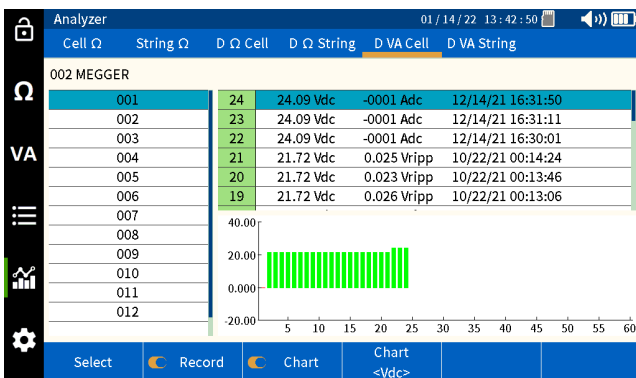 Analyzer 01/14/22 13:42:50
Cell Ω String Ω D Ω Cell D Ω String D VA Cell D VA String
002 MEGGER
Ω
VA
001
002
003
004
005
006
007
008
009
010
011
012
24 24.09 Vdc -0001 Adc 12/14/21 16:31:50
23 24.09 Vdc -0001 Adc 12/14/21 16:31:11
22 24.09 Vdc -0001 Adc 12/14/21 16:30:01
21 21.72 Vdc 0.025 Vripp 10/22/21 00:14:24
20 21.72 Vdc 0.023 Vripp 10/22/21 00:13:46
19 21.72 Vdc 0.026 Vripp 10/22/21 00:13:06
40.00
20.00
0.000
-20.00
5 10 15 20 25 30 35 40 45 50 55 60
Select Record Chart Chart
<Vdc>